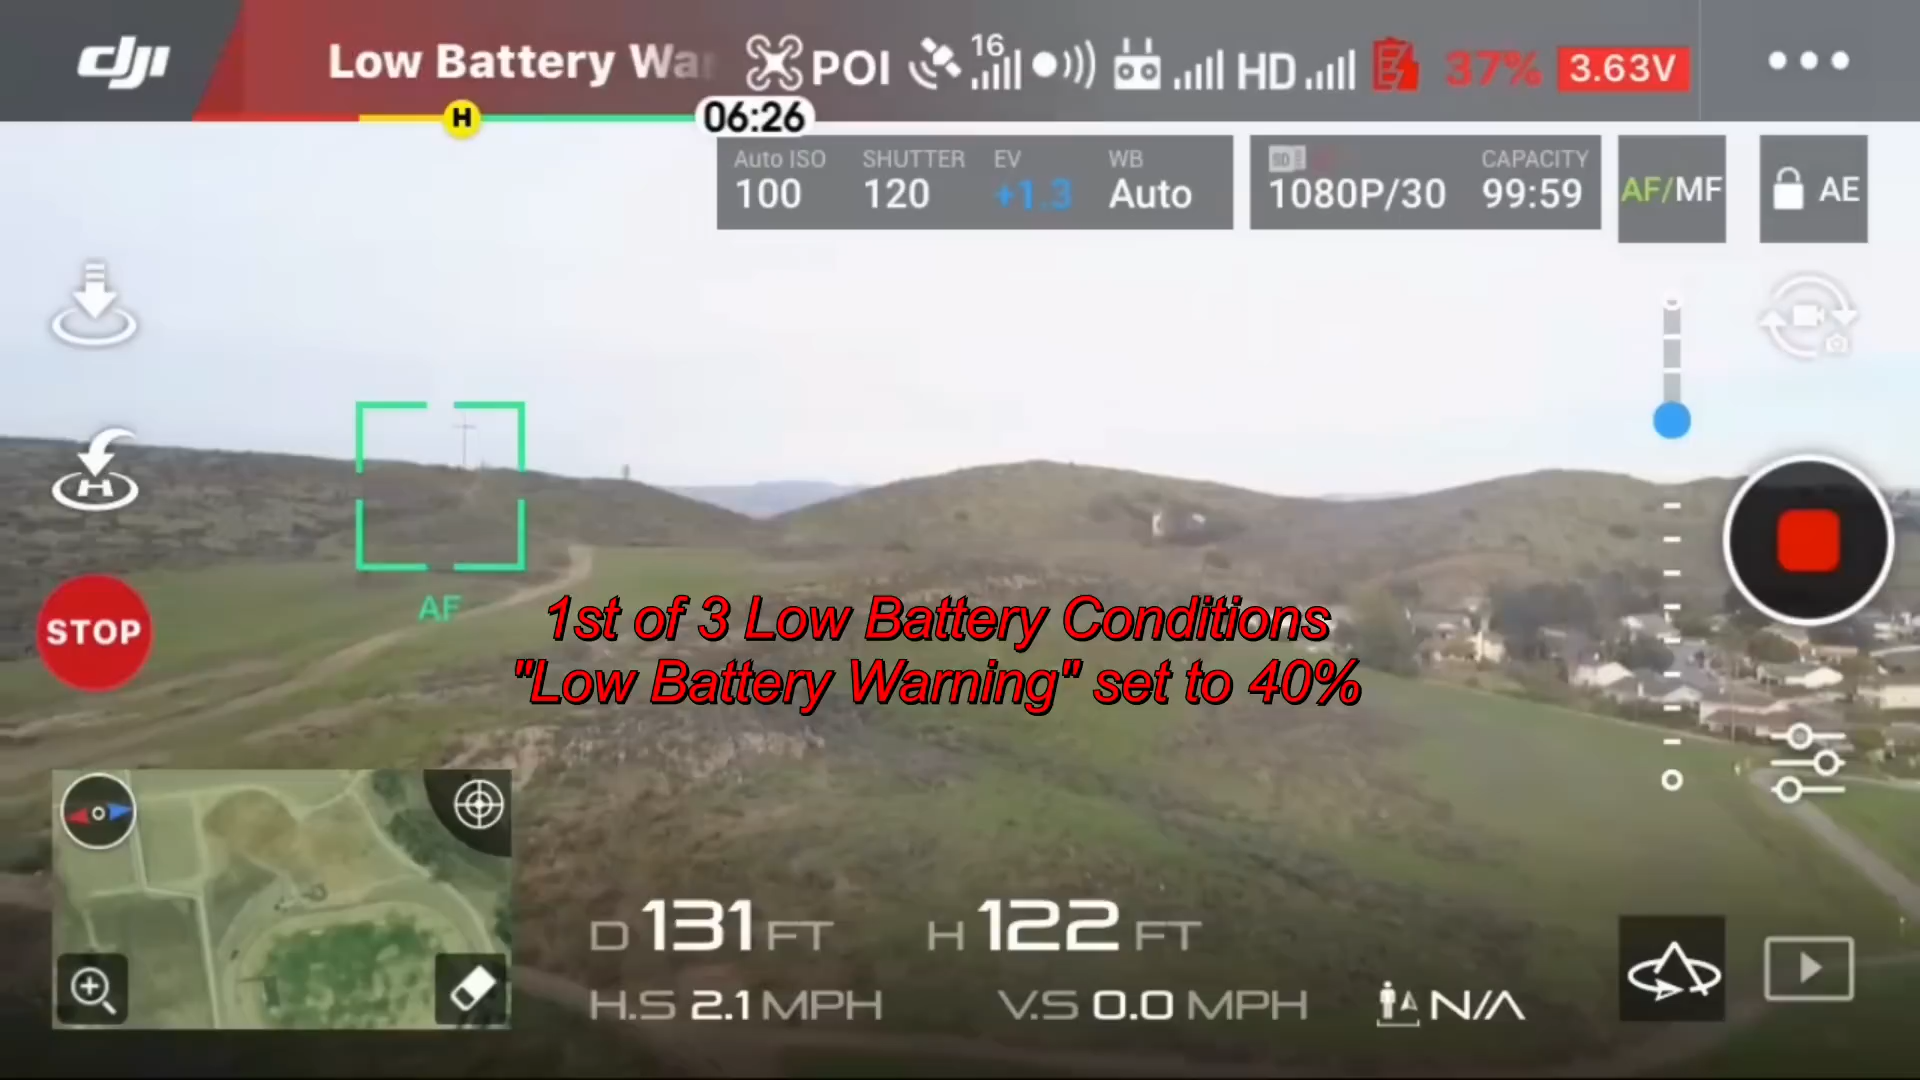 dji
Low Battery Wa
POI
16
HD
37%
3.63V
H
06:26
Auto ISO
100
SHUTTER
120
EV
+1.3
WB
Auto
SD
1080P/30
CAPACITY
99:59
AF/MF
AE
H
STOP
AF
1st of 3 Low Battery Conditions
"Low Battery Warning" set to 40%
D 131 FT
H 122 FT
H.S 2.1 MPH
V.S 0.0 MPH
N/A